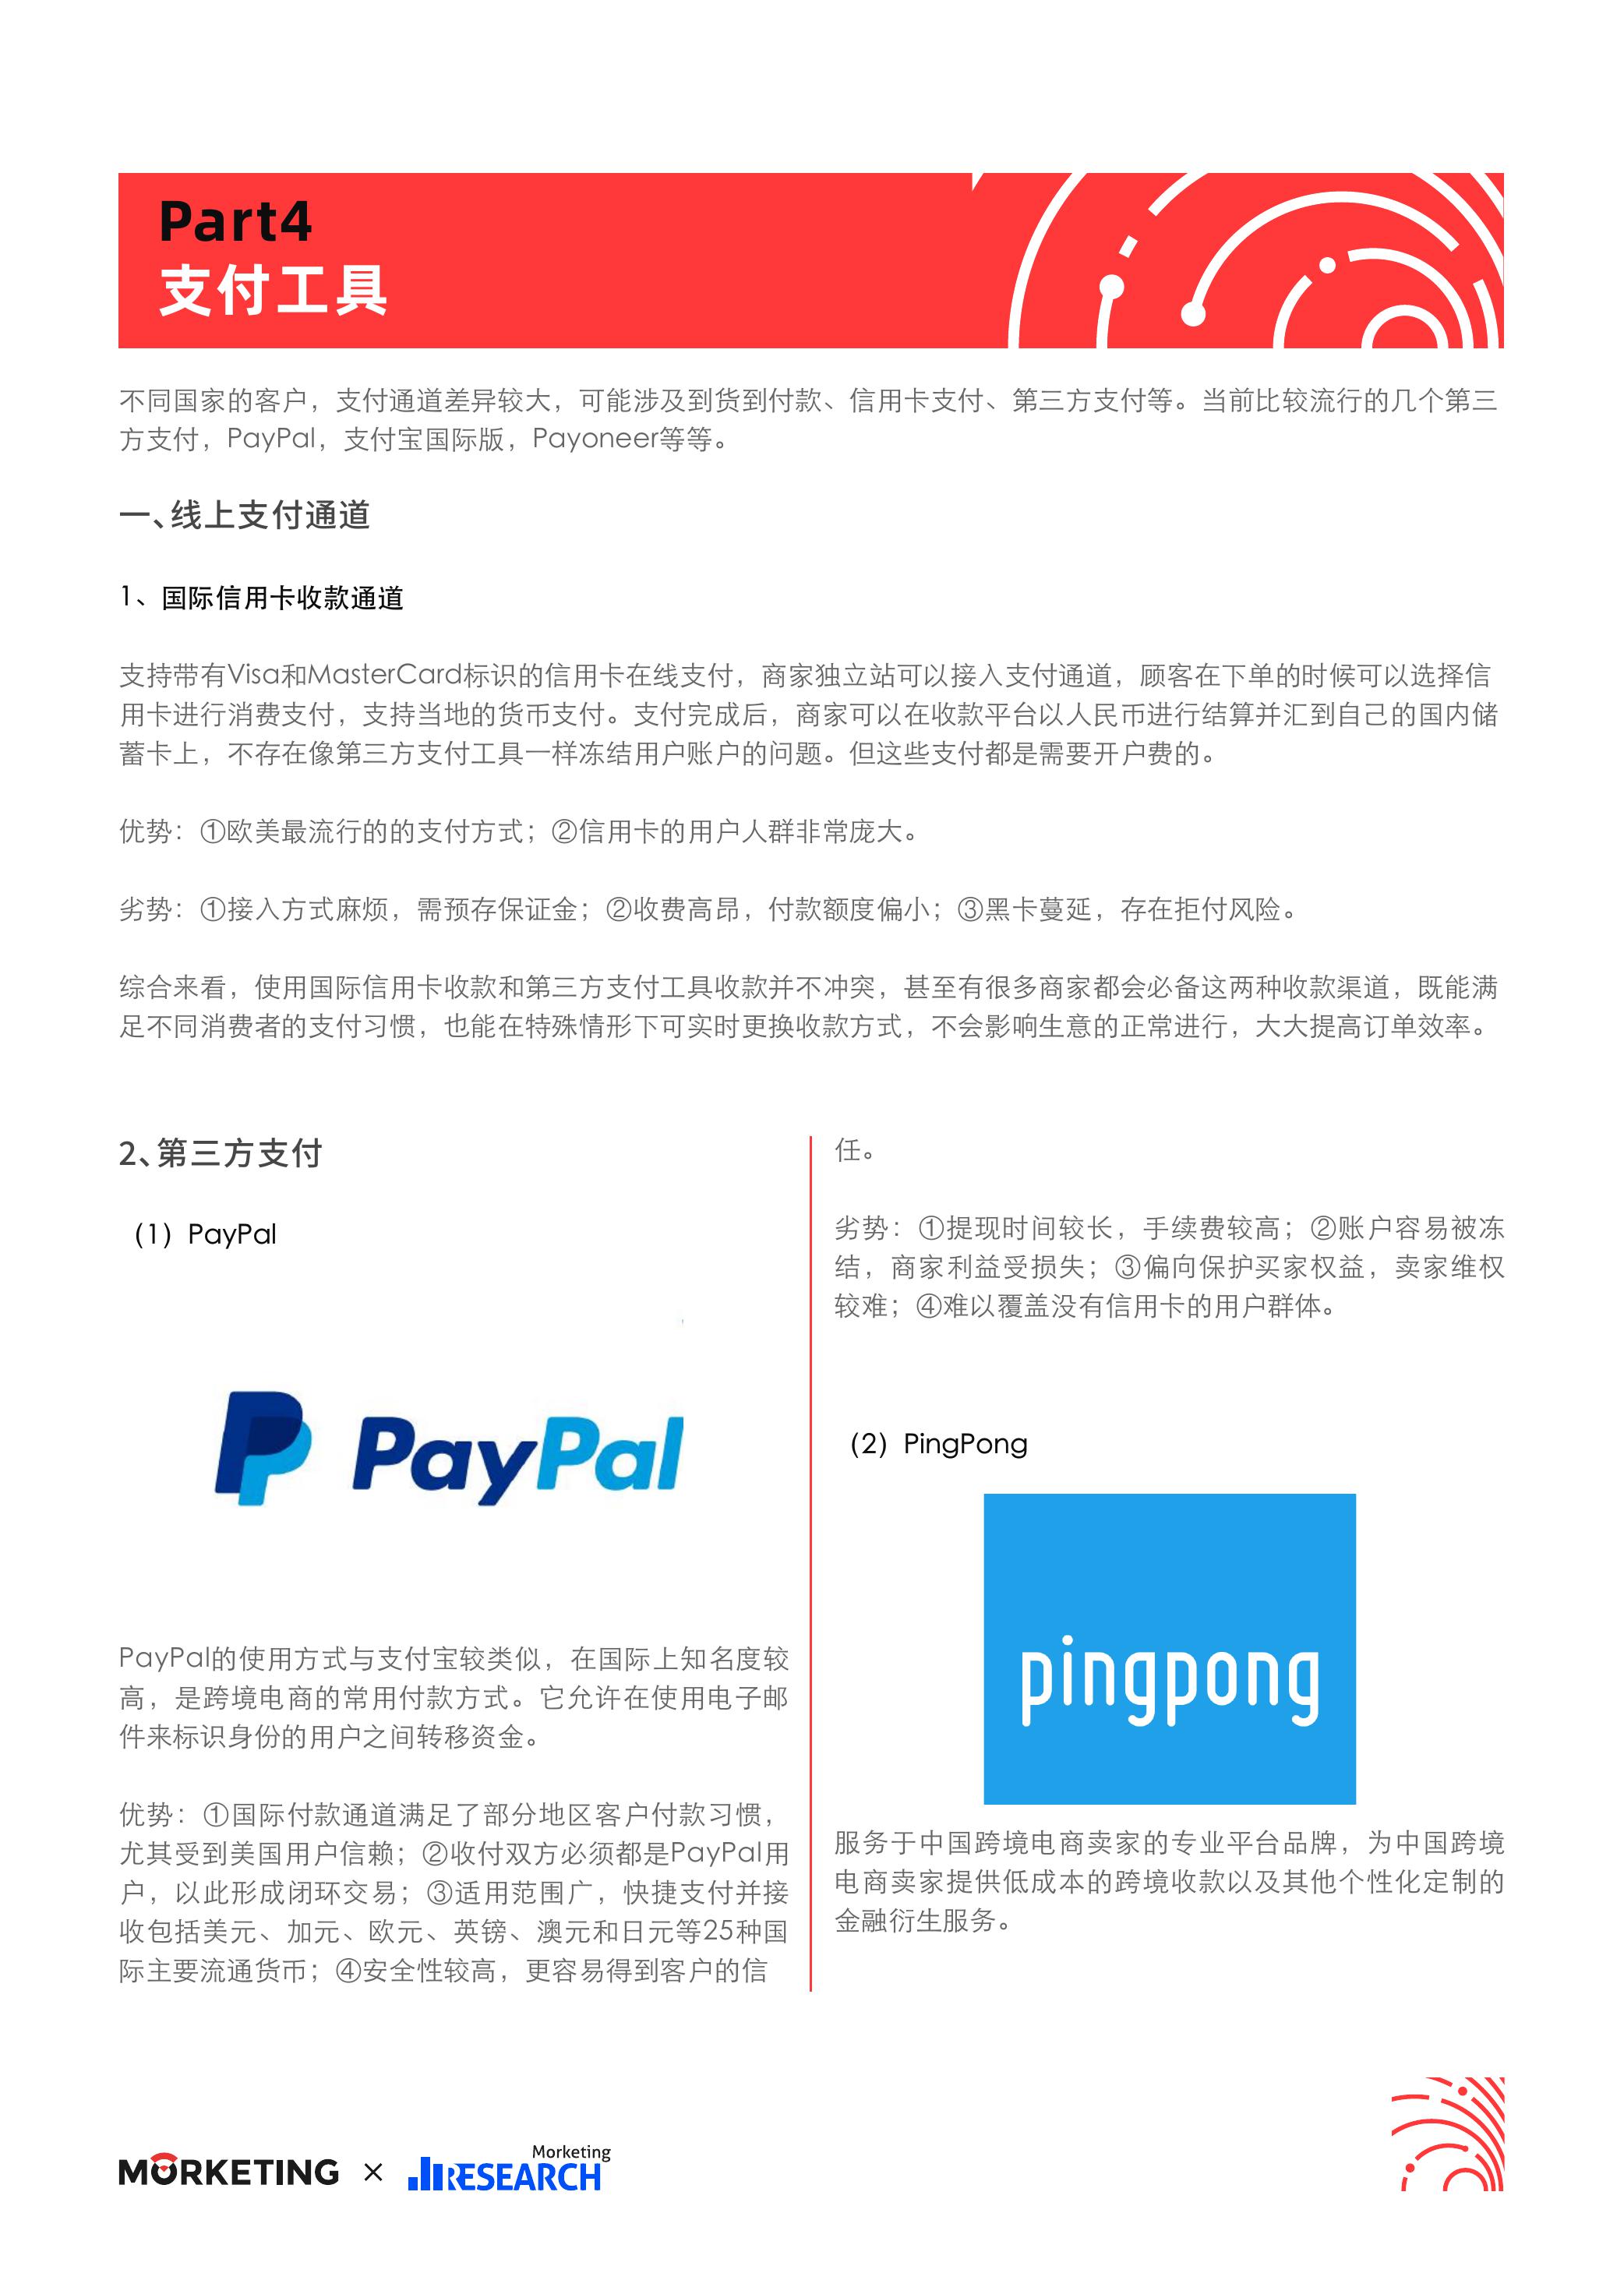 Part4
支付工具
不同国家的客户，支付通道差异较大，可能涉及到货到付款、信用卡支付、第三方支付等。当前比较流行的几个第三
方支付，PayPal，支付宝国际版，Payoneer等等。
一、线上支付通道
1、国际信用卡收款通道
支持带有Visa和MasterCard标识的信用卡在线支付，商家独立站可以接入支付通道，顾客在下单的时候可以选择信
用卡进行消费支付，支持当地的货币支付。支付完成后，商家可以在收款平台以人民币进行结算并汇到自己的国内储
蓄卡上，不存在像第三方支付工具一样冻结用户账户的问题。但这些支付都是需要开户费的。
优势：①欧美最流行的的支付方式；②信用卡的用户人群非常庞大。
劣势：①接入方式麻烦，需预存保证金；②收费高昂，付款额度偏小；③黑卡蔓延，存在拒付风险。
综合来看，使用国际信用卡收款和第三方支付工具收款并不冲突，甚至有很多商家都会必备这两种收款渠道，既能满
足不同消费者的支付习惯，也能在特殊情形下可实时更换收款方式，不会影响生意的正常进行，大大提高订单效率。
2、第三方支付
（1）PayPal
PayPal
PayPal的使用方式与支付宝较类似，在国际上知名度较
高，是跨境电商的常用付款方式。它允许在使用电子邮
件来标识身份的用户之间转移资金。
优势：①国际付款通道满足了部分地区客户付款习惯，
尤其受到美国用户信赖；②收付双方必须都是PayPal用
户，以此形成闭环交易；③适用范围广，快捷支付并接
收包括美元、加元、欧元、英镑、澳元和日元等25种国
际主要流通货币；④安全性较高，更容易得到客户的信
任。
劣势：①提现时间较长，手续费较高；②账户容易被冻
结，商家利益受损失；③偏向保护买家权益，卖家维权
较难；④难以覆盖没有信用卡的用户群体。
（2）PingPong
pingpong
服务于中国跨境电商卖家的专业平台品牌，为中国跨境
电商卖家提供低成本的跨境收款以及其他个性化定制的
金融衍生服务。
MORKETING × Morketing RESEARCH